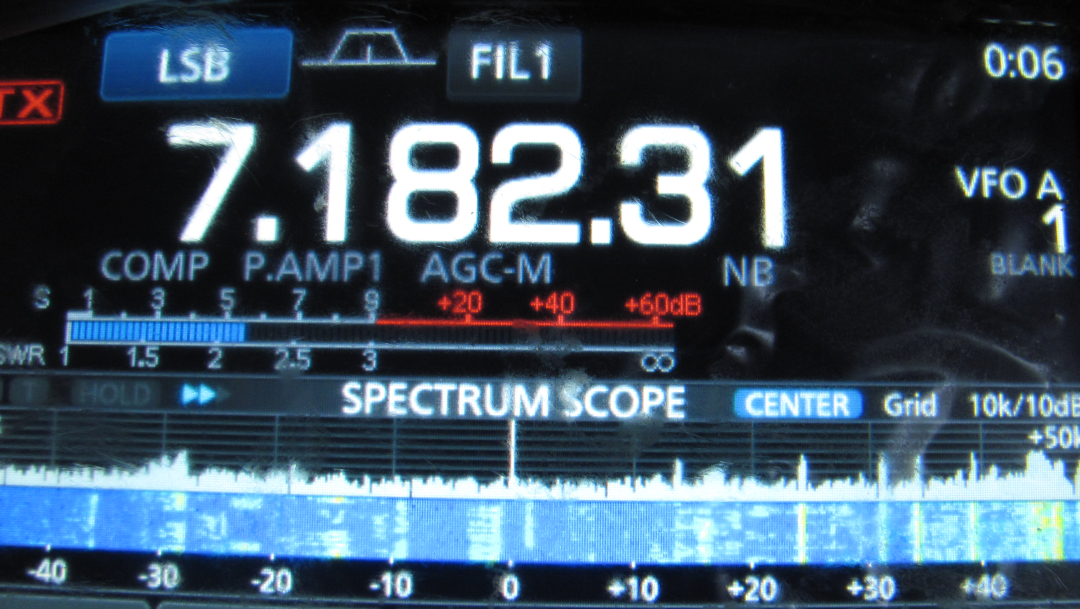 LSB FIL1 0:06
TX
7.182.31
VFO A
1
COMP P.AMP1 AGC-M NB BLANK
S 1 3 5 7 9 +20 +40 +60dB
SWR 1 1.5 2 2.5 3 ∞
T HOLD SPECTRUM SCOPE CENTER Grid 10k/10dB
+50k
-40 -30 -20 -10 0 +10 +20 +30 +40